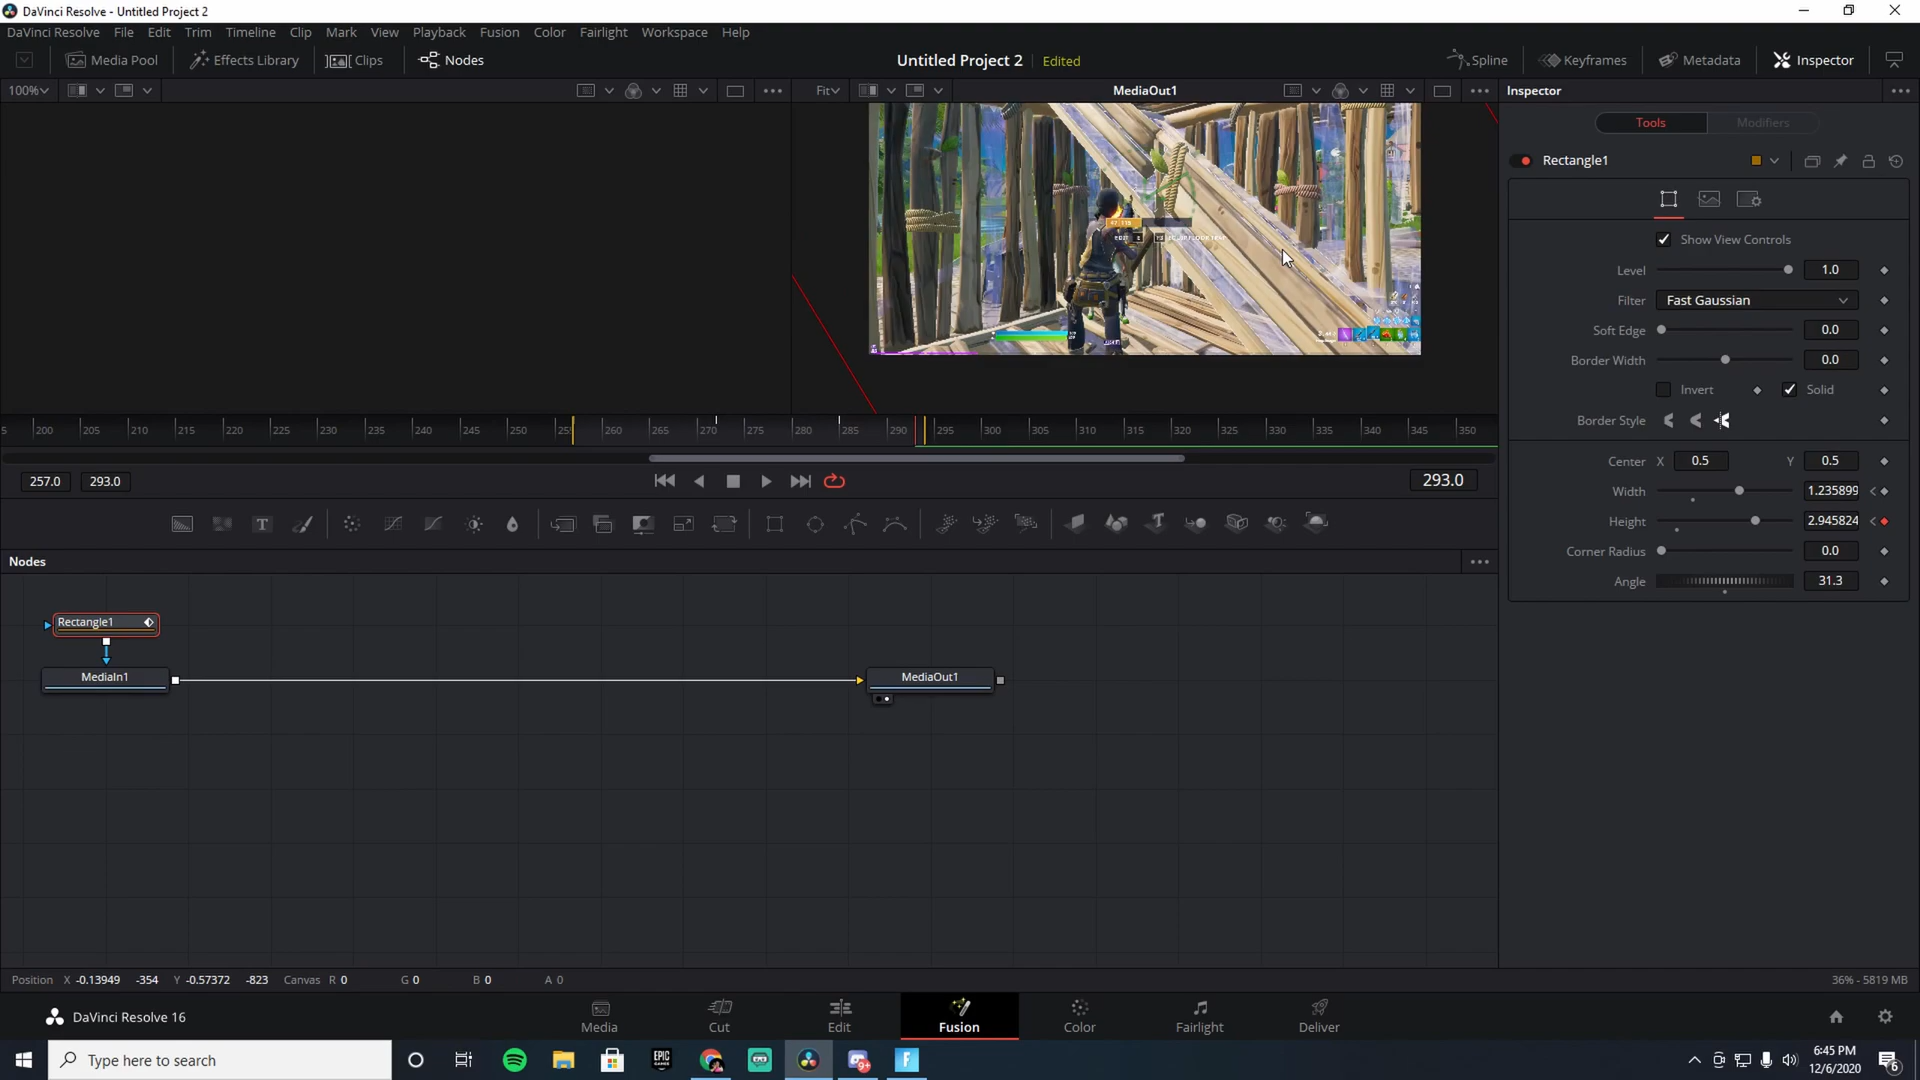 DaVinci Resolve - Untitled Project 2
DaVinci Resolve File Edit Trim Timeline Clip Mark View Playback Fusion Color Fairlight Workspace Help
Media Pool Effects Library Clips Nodes Untitled Project 2 Edited Spline Keyframes Metadata Inspector
100% Fit MediaOut1 Inspector
Tools Modifiers
Rectangle1
Show View Controls
Level 1.0
Filter Fast Gaussian
Soft Edge 0.0
Border Width 0.0
Invert Solid
Border Style
Center X 0.5 Y 0.5
Width 1.235899
Height 2.945824
Corner Radius 0.0
Angle 31.3
5 200 205 210 215 220 225 230 235 240 245 250 255 260 265 270 275 280 285 290 295 300 305 310 315 320 325 330 335 340 345 350
257.0 293.0 293.0
T
Nodes
Rectangle1
MediaIn1 MediaOut1
Position X -0.13949 -354 Y -0.57372 -823 Canvas R 0 G 0 B 0 A 0 36% - 5819 MB
DaVinci Resolve 16 Media Cut Edit Fusion Color Fairlight Deliver
Type here to search EPIC GAMES 9+ F 6:45 PM
12/6/2020 6